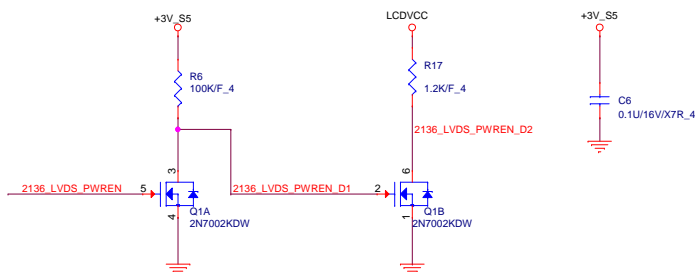 +3V_S5
LCDVCC
+3V_S5
R6
100K/F_4
R17
1.2K/F_4
C6
0.1U/16V/X7R_4
2136_LVDS_PWREN_D2
3
6
2136_LVDS_PWREN
5
2136_LVDS_PWREN_D1
2
4
Q1A
2N7002KDW
1
Q1B
2N7002KDW